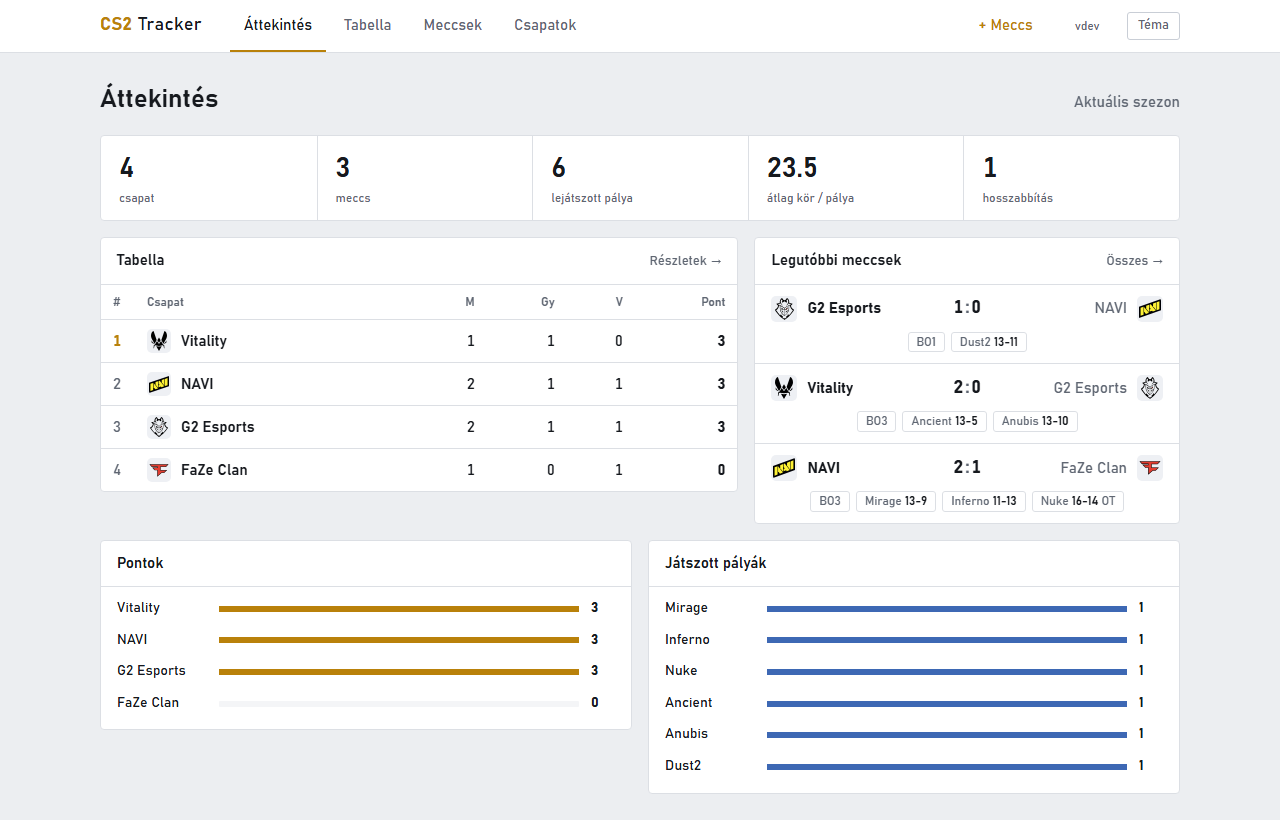 CS2 Tracker Áttekintés Tabella Meccsek Csapatok + Meccs vdev Téma
Áttekintés Aktuális szezon
4 3 6 23.5 1
csapat meccs lejátszott pálya átlag kör / pálya hosszabbítás
Tabella Részletek →
# Csapat M Gy V Pont
1 Vitality 1 1 0 3
2 NAVI 2 1 1 3
3 G2 Esports 2 1 1 3
4 FaZe Clan 1 0 1 0
Legutóbbi meccsek Összes →
G2 Esports 1:0 NAVI
BO1 Dust2 13-11
Vitality 2:0 G2 Esports
BO3 Ancient 13-5 Anubis 13-10
NAVI 2:1 FaZe Clan
BO3 Mirage 13-9 Inferno 11-13 Nuke 16-14 OT
Pontok
Vitality 3
NAVI 3
G2 Esports 3
FaZe Clan 0
Játszott pályák
Mirage 1
Inferno 1
Nuke 1
Ancient 1
Anubis 1
Dust2 1